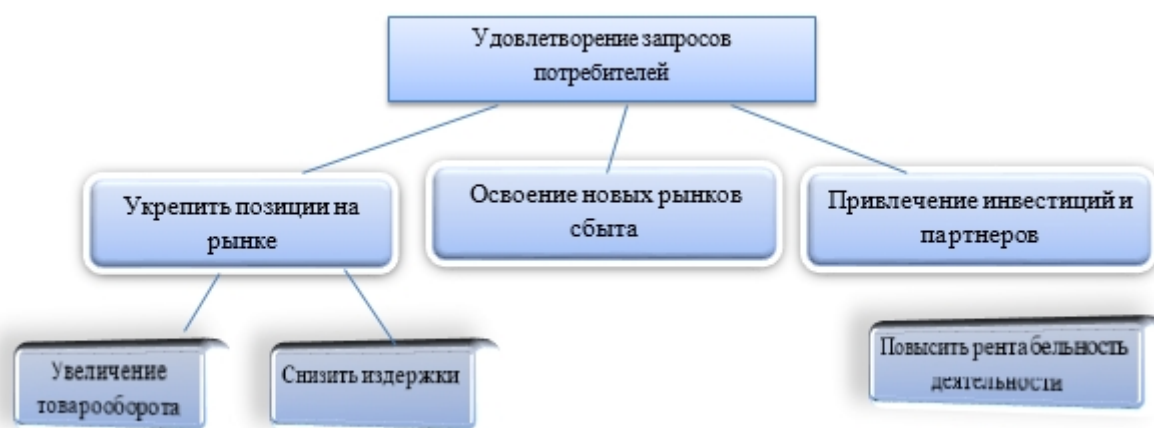 Удовлетворение запросов
потребителей
Укрепить позиции на
рынке
Освоение новых рынков
сбыта
Привлечение инвестиций и
партнеров
Увеличение
товарооборота
Снизить издержки
Повысить рентабельность
деятельности